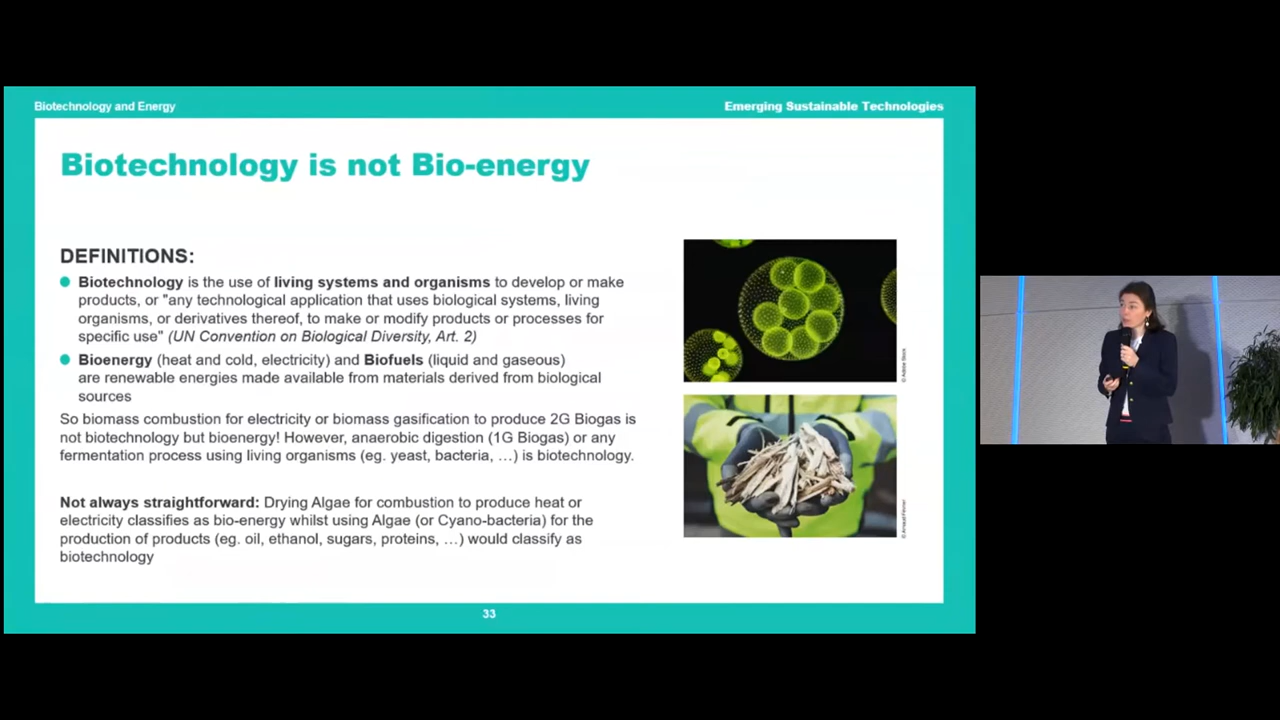 Biotechnology and Energy
Emerging Sustainable Technologies
Biotechnology is not Bio-energy
DEFINITIONS:
Biotechnology is the use of living systems and organisms to develop or make
products, or "any technological application that uses biological systems, living
organisms, or derivatives thereof, to make or modify products or processes for
specific use" (UN Convention on Biological Diversity, Art. 2)
Bioenergy (heat and cold, electricity) and Biofuels (liquid and gaseous)
are renewable energies made available from materials derived from biological
sources
So biomass combustion for electricity or biomass gasification to produce 2G Biogas is
not biotechnology but bioenergy! However, anaerobic digestion (1G Biogas) or any
fermentation process using living organisms (eg. yeast, bacteria, …) is biotechnology.
Not always straightforward: Drying Algae for combustion to produce heat or
electricity classifies as bio-energy whilst using Algae (or Cyano-bacteria) for the
production of products (eg. oil, ethanol, sugars, proteins, …) would classify as
biotechnology
© Adobe Stock
33